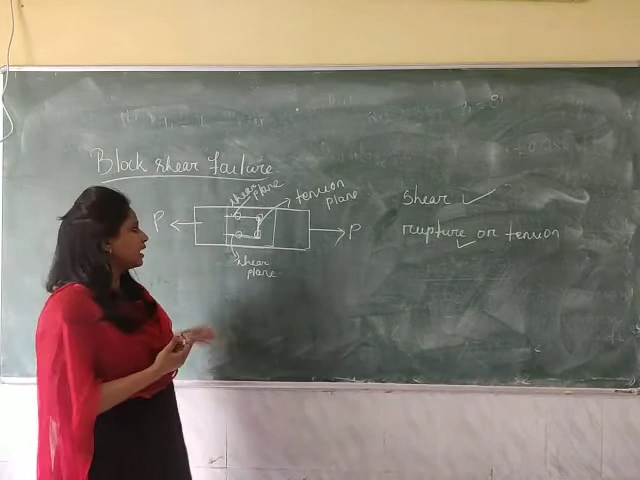 Block shear failure
shear
plane
tension
plane
P
P
shear
plane
shear
rupture or tension